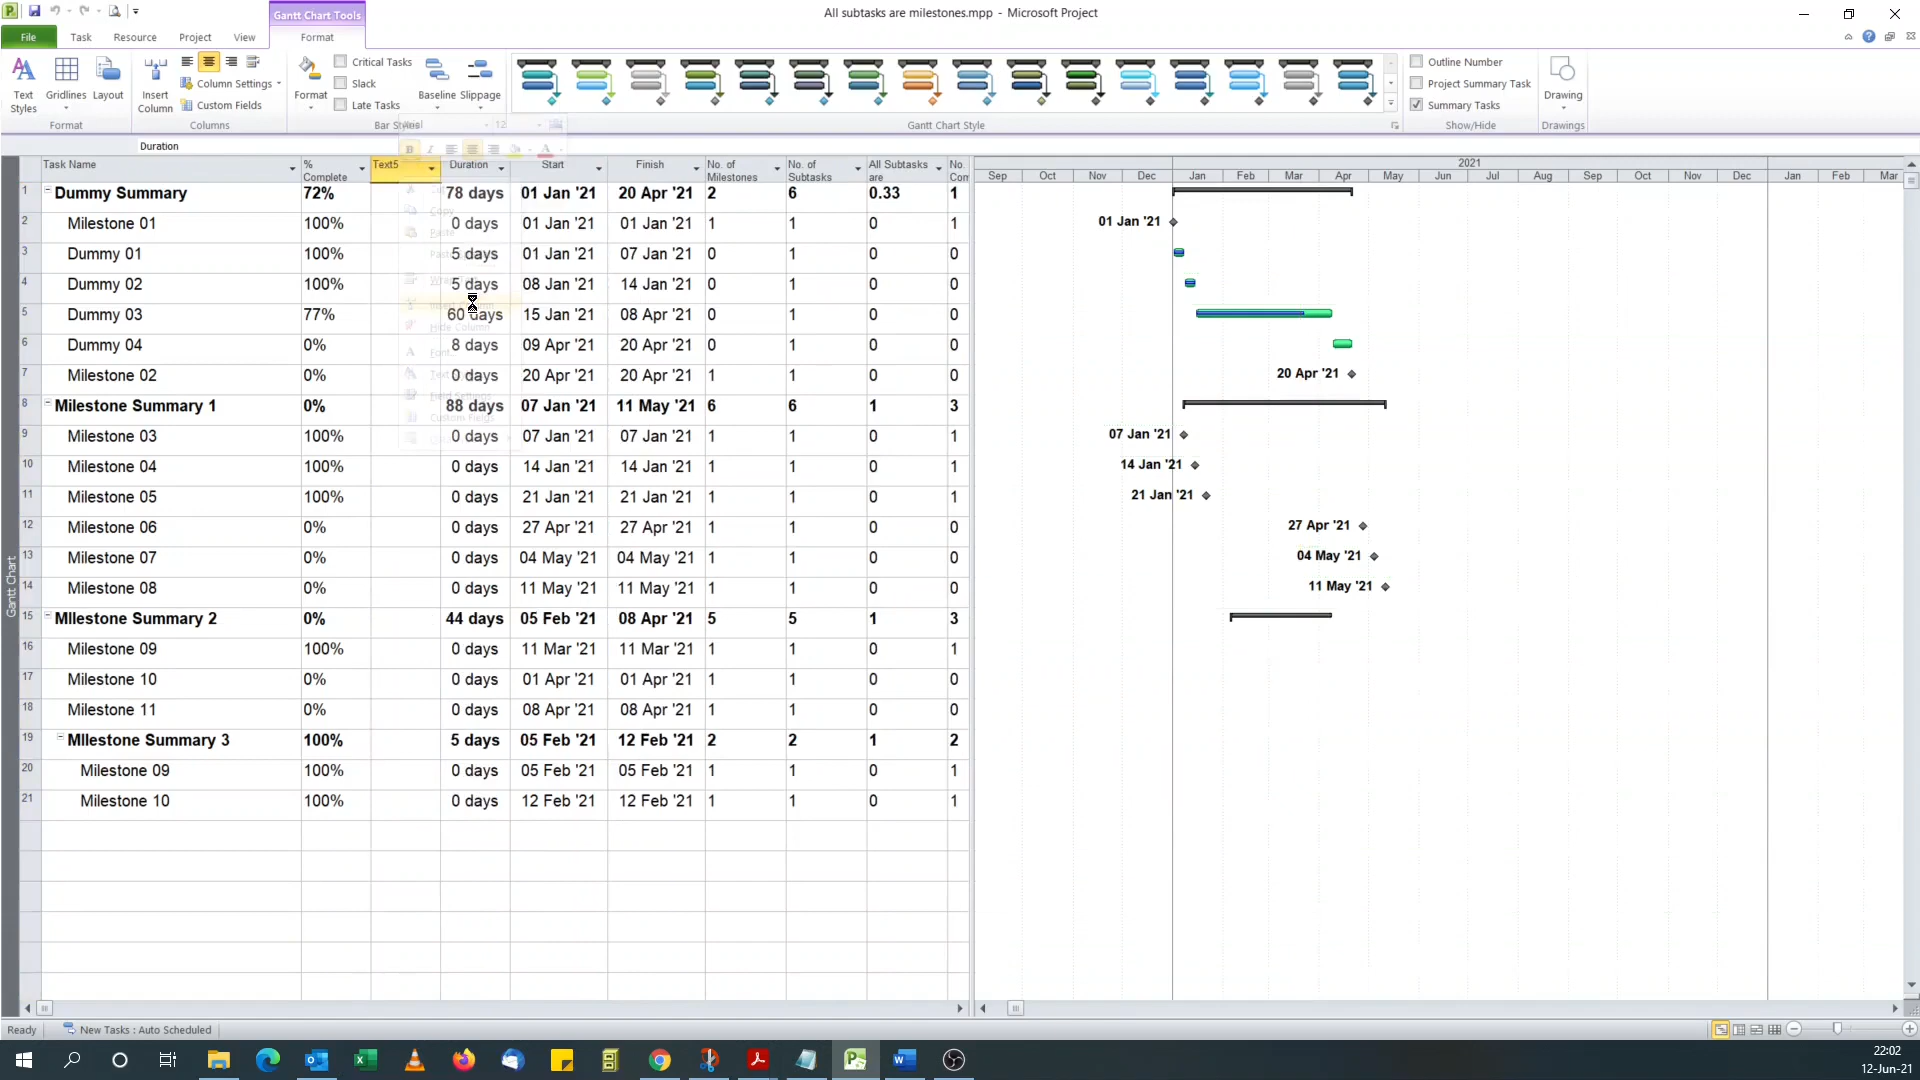 All subtasks are milestones.mpp - Microsoft Project
Gantt Chart Tools
File Task Resource Project View Format
Text Styles
Gridlines
Layout
Format
Insert Column
Column Settings
Custom Fields
Columns
Format
Critical Tasks
Slack
Late Tasks
Baseline
Slippage
Bar Styles
Gantt Chart Style
Outline Number
Project Summary Task
Summary Tasks
Show/Hide
Drawing
Drawings
Duration
Task Name % Complete Text5 Duration Start Finish No. of Milestones No. of Subtasks All Subtasks are No. Com
1 Dummy Summary 72% 78 days 01 Jan '21 20 Apr '21 2 6 0.33 1
2 Milestone 01 100% 0 days 01 Jan '21 01 Jan '21 1 1 0 1
3 Dummy 01 100% 5 days 01 Jan '21 07 Jan '21 0 1 0 0
4 Dummy 02 100% 5 days 08 Jan '21 14 Jan '21 0 1 0 0
5 Dummy 03 77% 60 days 15 Jan '21 08 Apr '21 0 1 0 0
6 Dummy 04 0% 8 days 09 Apr '21 20 Apr '21 0 1 0 0
7 Milestone 02 0% 0 days 20 Apr '21 20 Apr '21 1 1 0 0
8 Milestone Summary 1 0% 88 days 07 Jan '21 11 May '21 6 6 1 3
9 Milestone 03 100% 0 days 07 Jan '21 07 Jan '21 1 1 0 1
10 Milestone 04 100% 0 days 14 Jan '21 14 Jan '21 1 1 0 1
11 Milestone 05 100% 0 days 21 Jan '21 21 Jan '21 1 1 0 1
12 Milestone 06 0% 0 days 27 Apr '21 27 Apr '21 1 1 0 0
13 Milestone 07 0% 0 days 04 May '21 04 May '21 1 1 0 0
14 Milestone 08 0% 0 days 11 May '21 11 May '21 1 1 0 0
15 MIlestone Summary 2 0% 44 days 05 Feb '21 08 Apr '21 5 5 1 3
16 Milestone 09 100% 0 days 11 Mar '21 11 Mar '21 1 1 0 1
17 Milestone 10 0% 0 days 01 Apr '21 01 Apr '21 1 1 0 0
18 Milestone 11 0% 0 days 08 Apr '21 08 Apr '21 1 1 0 0
19 MIlestone Summary 3 100% 5 days 05 Feb '21 12 Feb '21 2 2 1 2
20 Milestone 09 100% 0 days 05 Feb '21 05 Feb '21 1 1 0 1
21 Milestone 10 100% 0 days 12 Feb '21 12 Feb '21 1 1 0 1
2021
Sep Oct Nov Dec Jan Feb Mar Apr May Jun Jul Aug Sep Oct Nov Dec Jan Feb Mar
01 Jan '21
20 Apr '21
07 Jan '21
14 Jan '21
21 Jan '21
27 Apr '21
04 May '21
11 May '21
Gantt Chart
Copy
Paste
Hide Column
Font...
Field Settings
Custom Fields
Ready New Tasks : Auto Scheduled
22:02
12-Jun-21